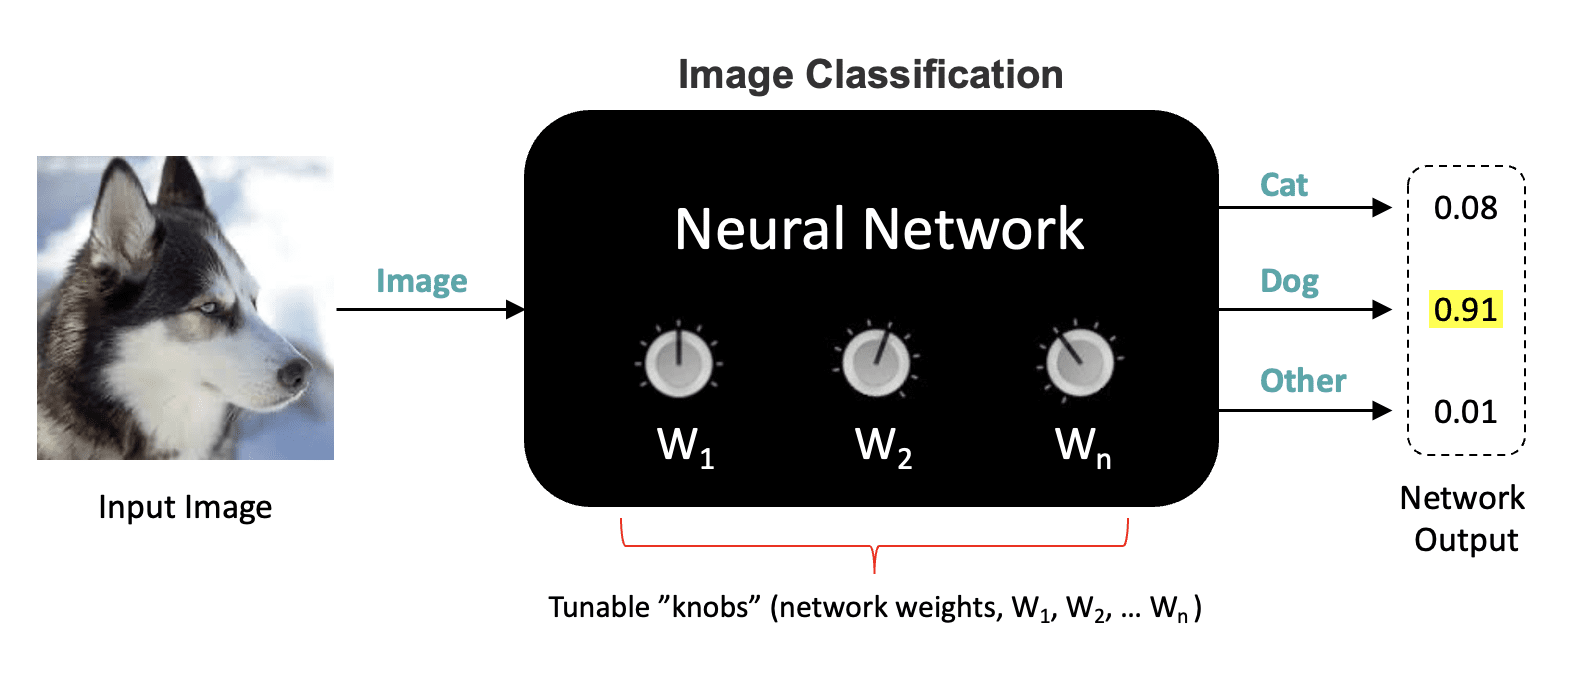 Image Classification
Image
Neural Network
W1
W2
Wn
Cat
0.08
Dog
0.91
Other
0.01
Input Image
Network
Output
Tunable ”knobs” (network weights, W1, W2, ... Wn )